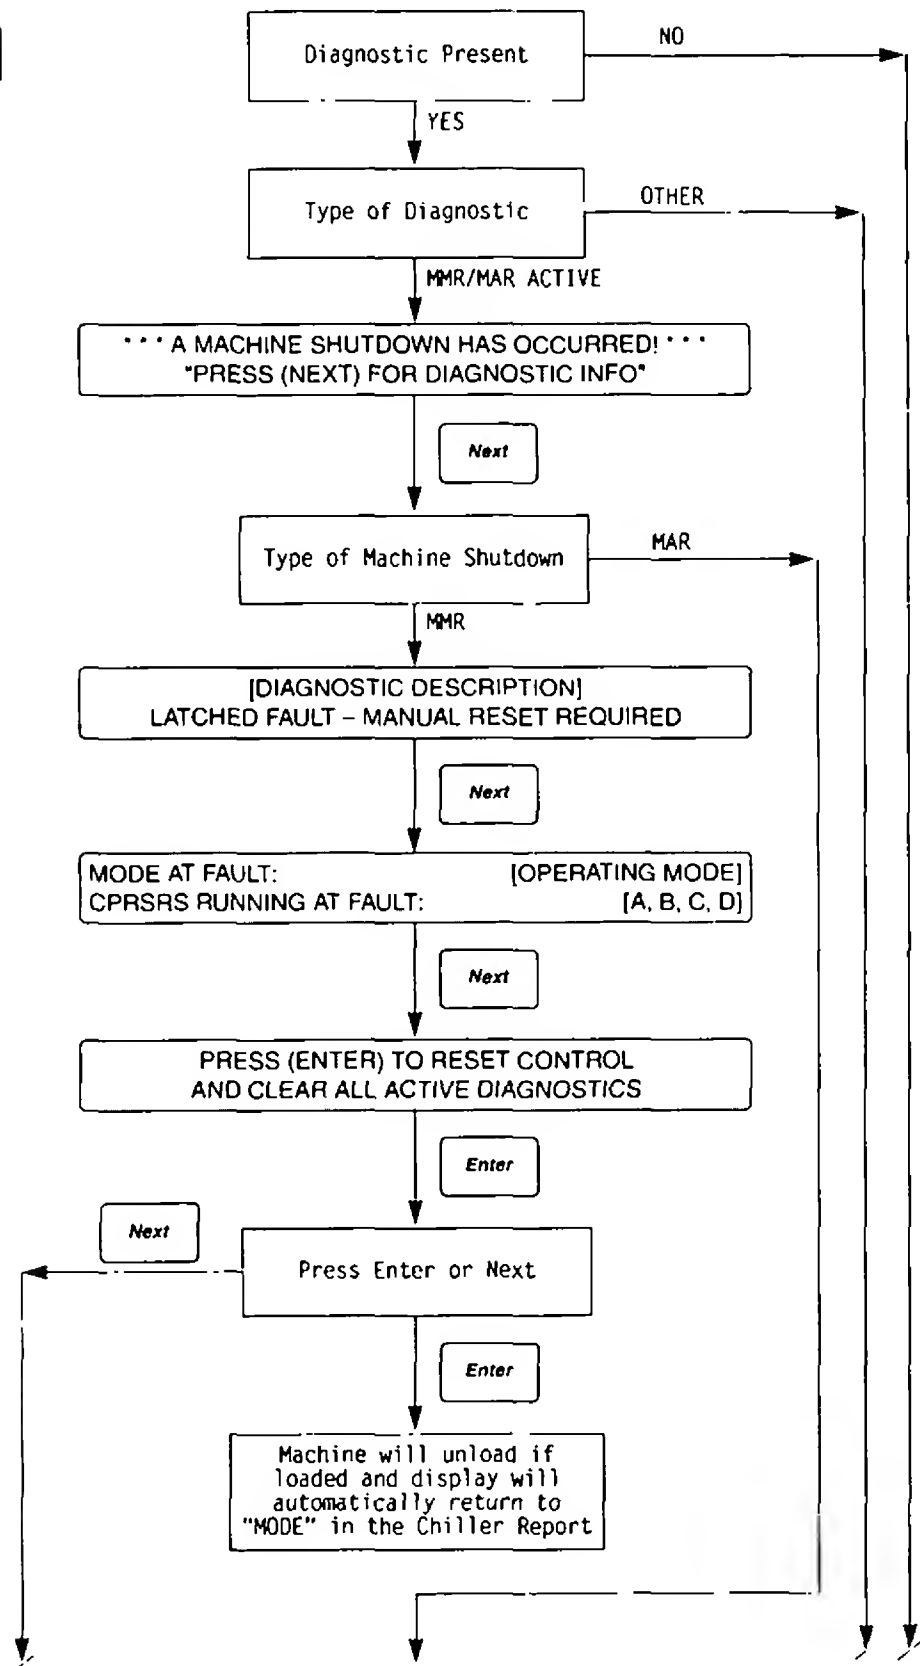 Diagnostic Present
NO
YES
Type of Diagnostic
OTHER
MMR/MAR ACTIVE
* * * A MACHINE SHUTDOWN HAS OCCURRED! * * *
"PRESS (NEXT) FOR DIAGNOSTIC INFO"
Next
Type of Machine Shutdown
MAR
MMR
[DIAGNOSTIC DESCRIPTION]
LATCHED FAULT – MANUAL RESET REQUIRED
Next
MODE AT FAULT: [OPERATING MODE]
CPRSRS RUNNING AT FAULT: [A, B, C, D]
Next
PRESS (ENTER) TO RESET CONTROL
AND CLEAR ALL ACTIVE DIAGNOSTICS
Enter
Next
Press Enter or Next
Enter
Machine will unload if
loaded and display will
automatically return to
"MODE" in the Chiller Report